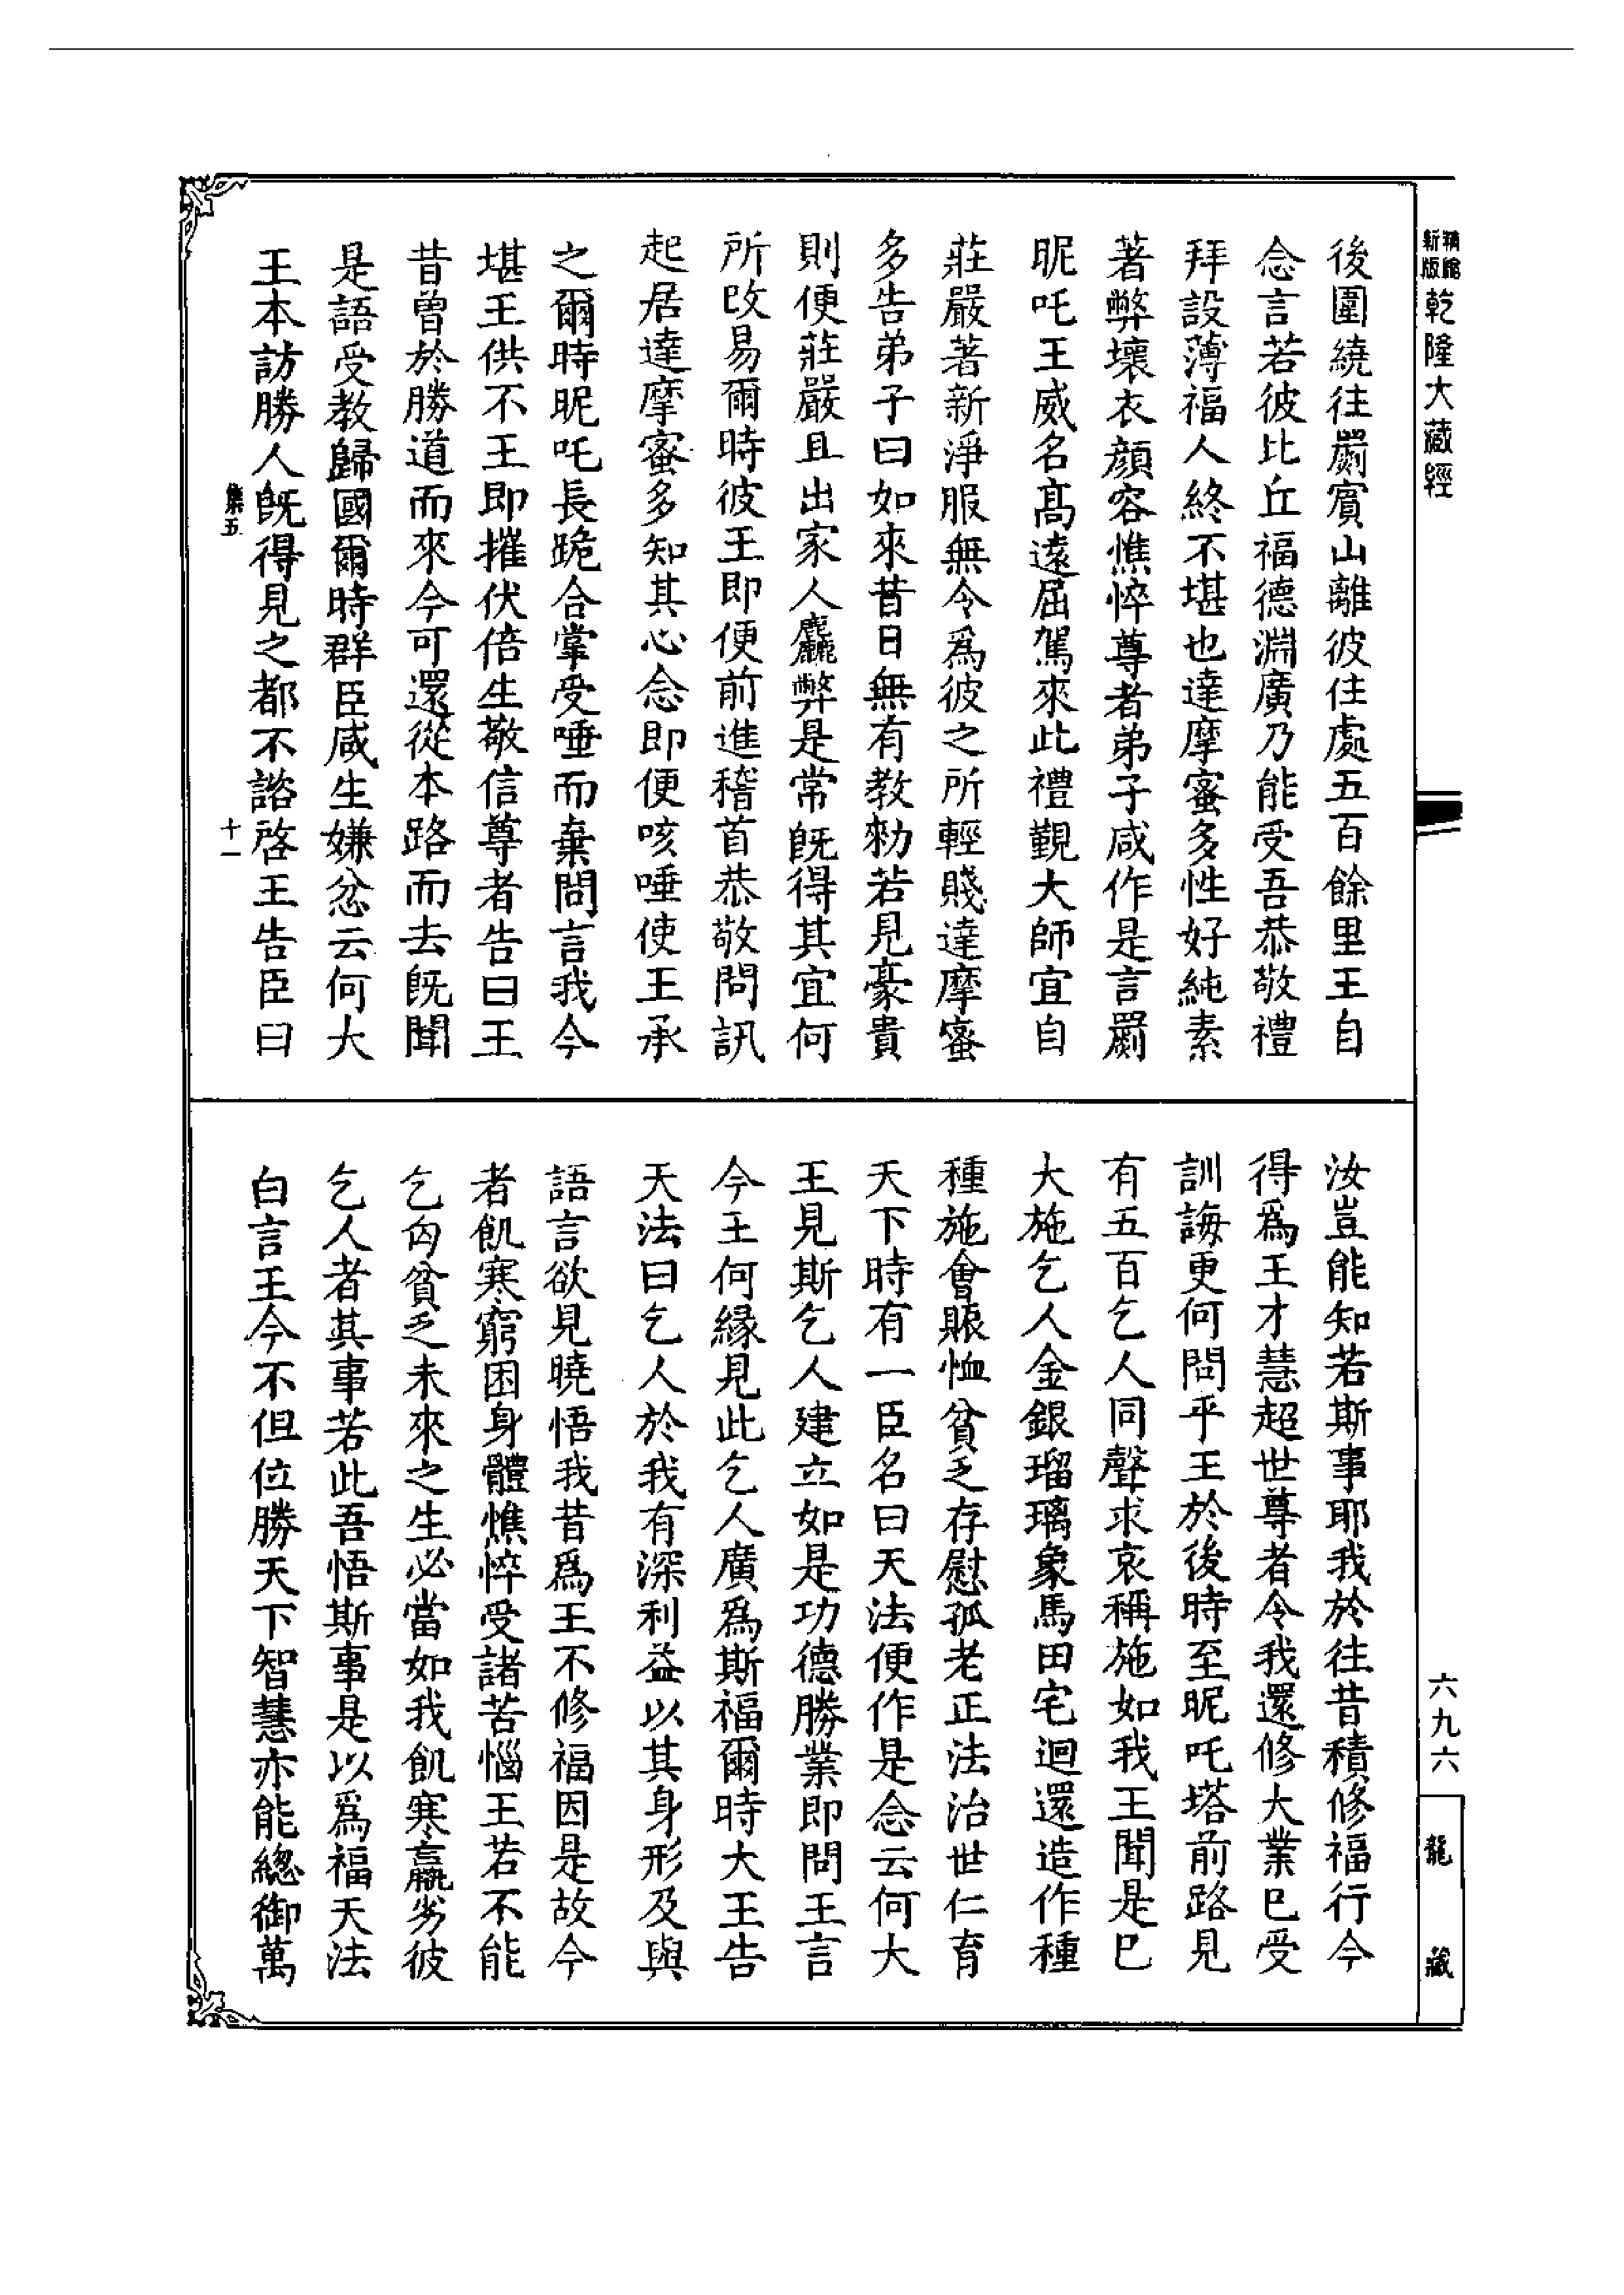 新版精縮乾隆大藏經
後圍繞往罽賓山離彼住處五百餘里王自
念言若彼比丘福德淵廣乃能受吾恭敬禮
拜設薄福人終不堪也達摩蜜多性好純素
著弊壞衣顏容憔悴尊者弟子咸作是言罽
昵吒王威名高遠屈駕來此禮覲大師宜自
莊嚴著新淨服無令爲彼之所輕賤達摩蜜
多告弟子曰如來昔日無有教勑若見豪貴
則便莊嚴且出家人麤弊是常旣得其宜何
所改易爾時彼王即便前進稽首恭敬問訊
起居達摩蜜多知其心念即便咳唾使王承
之爾時昵吒長跪合掌受唾而棄問言我今
堪王供不王即摧伏倍生敬信尊者告曰王
昔曾於勝道而來今可還從本路而去旣聞
是語受教歸國爾時群臣咸生嫌忿云何大
王本訪勝人旣得見之都不諮啓王告臣曰
集五 十一
汝豈能知若斯事耶我於往昔積修福行今
得爲王才慧超世尊者令我還修大業巳受
訓誨更何問乎王於後時至昵吒塔前路見
有五百乞人同聲求哀稱施如我王聞是巳
大施乞人金銀瑠璃象馬田宅迴還造作種
種施會賑恤貧乏存慰孤老正法治世仁育
天下時有一臣名曰天法便作是念云何大
王見斯乞人建立如是功德勝業即問王言
今王何緣見此乞人廣爲斯福爾時大王告
天法曰乞人於我有深利益以其身形及與
語言欲見曉悟我昔爲王不修福因是故今
者飢寒窮困身體憔悴受諸苦惱王若不能
乞匃貧乏未來之生必當如我飢寒羸劣彼
乞人者其事若此吾悟斯事是以爲福天法
白言王今不但位勝天下智慧亦能總御萬
六九六
龍藏